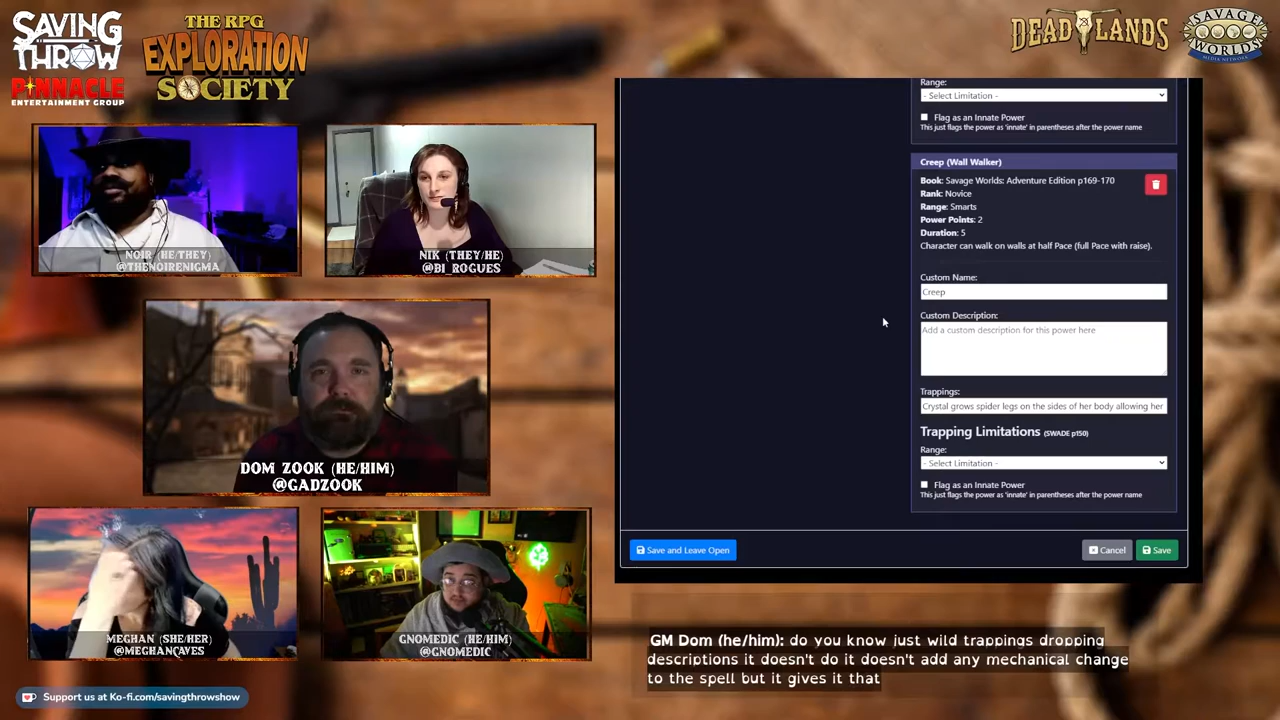 SAVING
THROW
PINNACLE
ENTERTAINMENT GROUP
THE RPG
EXPLORATION
SOCIETY
DEADLANDS
SAVAGE
WORLDS
MEDIA NETWORK
NOIR (HE/THEY)
@THENOIRENIGMA
NIK (THEY/HE)
@BI_ROGUES
DOM ZOOK (HE/HIM)
@GADZOOK
MEGHAN (SHE/HER)
@MEGHANCAVES
GNOMEDIC (HE/HIM)
@GNOMEDIC
Support us at Ko-fi.com/savingthrowshow
Range:
- Select Limitation -
Flag as an Innate Power
This just flags the power as 'innate' in parentheses after the power name
Creep (Wall Walker)
Book: Savage Worlds: Adventure Edition p169-170
Rank: Novice
Range: Smarts
Power Points: 2
Duration: 5
Character can walk on walls at half Pace (full Pace with raise).
Custom Name:
Creep
Custom Description:
Add a custom description for this power here
Trappings:
Crystal grows spider legs on the sides of her body allowing her
Trapping Limitations (SWADE p150)
Range:
- Select Limitation -
Flag as an Innate Power
This just flags the power as 'innate' in parentheses after the power name
Save and Leave Open
Cancel
Save
GM Dom (he/him): do you know just wild trappings dropping
descriptions it doesn't do it doesn't add any mechanical change
to the spell but it gives it that